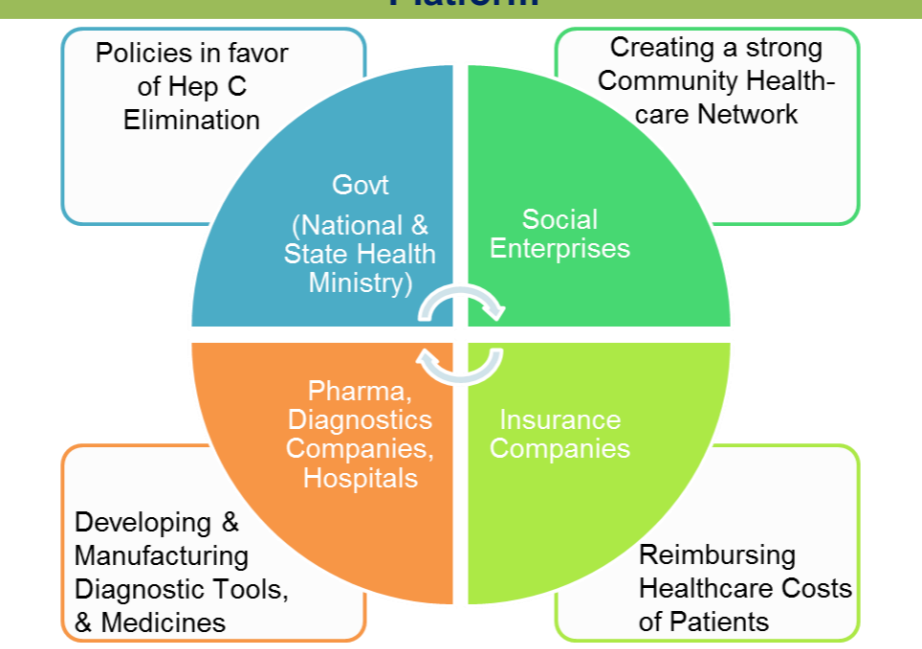 Policies in favor
of Hep C
Elimination
Creating a strong
Community Health-
care Network
Govt
(National &
State Health
Ministry)
Social
Enterprises
Pharma,
Diagnostics
Companies,
Hospitals
Insurance
Companies
Developing &
Manufacturing
Diagnostic Tools,
& Medicines
Reimbursing
Healthcare Costs
of Patients